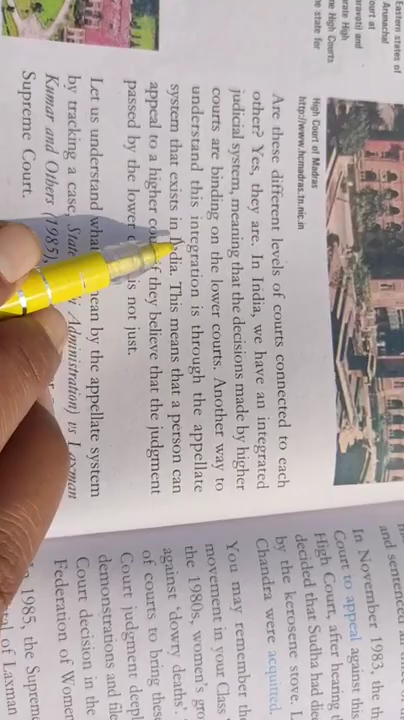 Eastern states of
Arunachal
ourt at
aravati and
arate High
ne High Courts
ne state for
High Court of Madras
http://www.hcmadras.tn.nic.in
Are these different levels of courts connected to each
other? Yes, they are. In India, we have an integrated
judicial system, meaning that the decisions made by higher
courts are binding on the lower courts. Another way to
understand this integration is through the appellate
system that exists in India. This means that a person can
appeal to a higher court if they believe that the judgment
passed by the lower is not just.
Let us understand what mean by the appellate system
by tracking a case, State Administration) vs Laxman
Kumar and Others (1985),
Supreme Court.
and sentenced
In November 1983, the th
Court to appeal against this
High Court, after hearing
decided that Sudha had die
by the kerosene stove. L
Chandra were acquitted.
You may remember the
movement in your Class
the 1980s, women's gro
against 'dowry deaths'.
of courts to bring these
Court judgment deepl
demonstrations and file
Court decision in the
Federation of Women
1985, the Supreme
of Laxman